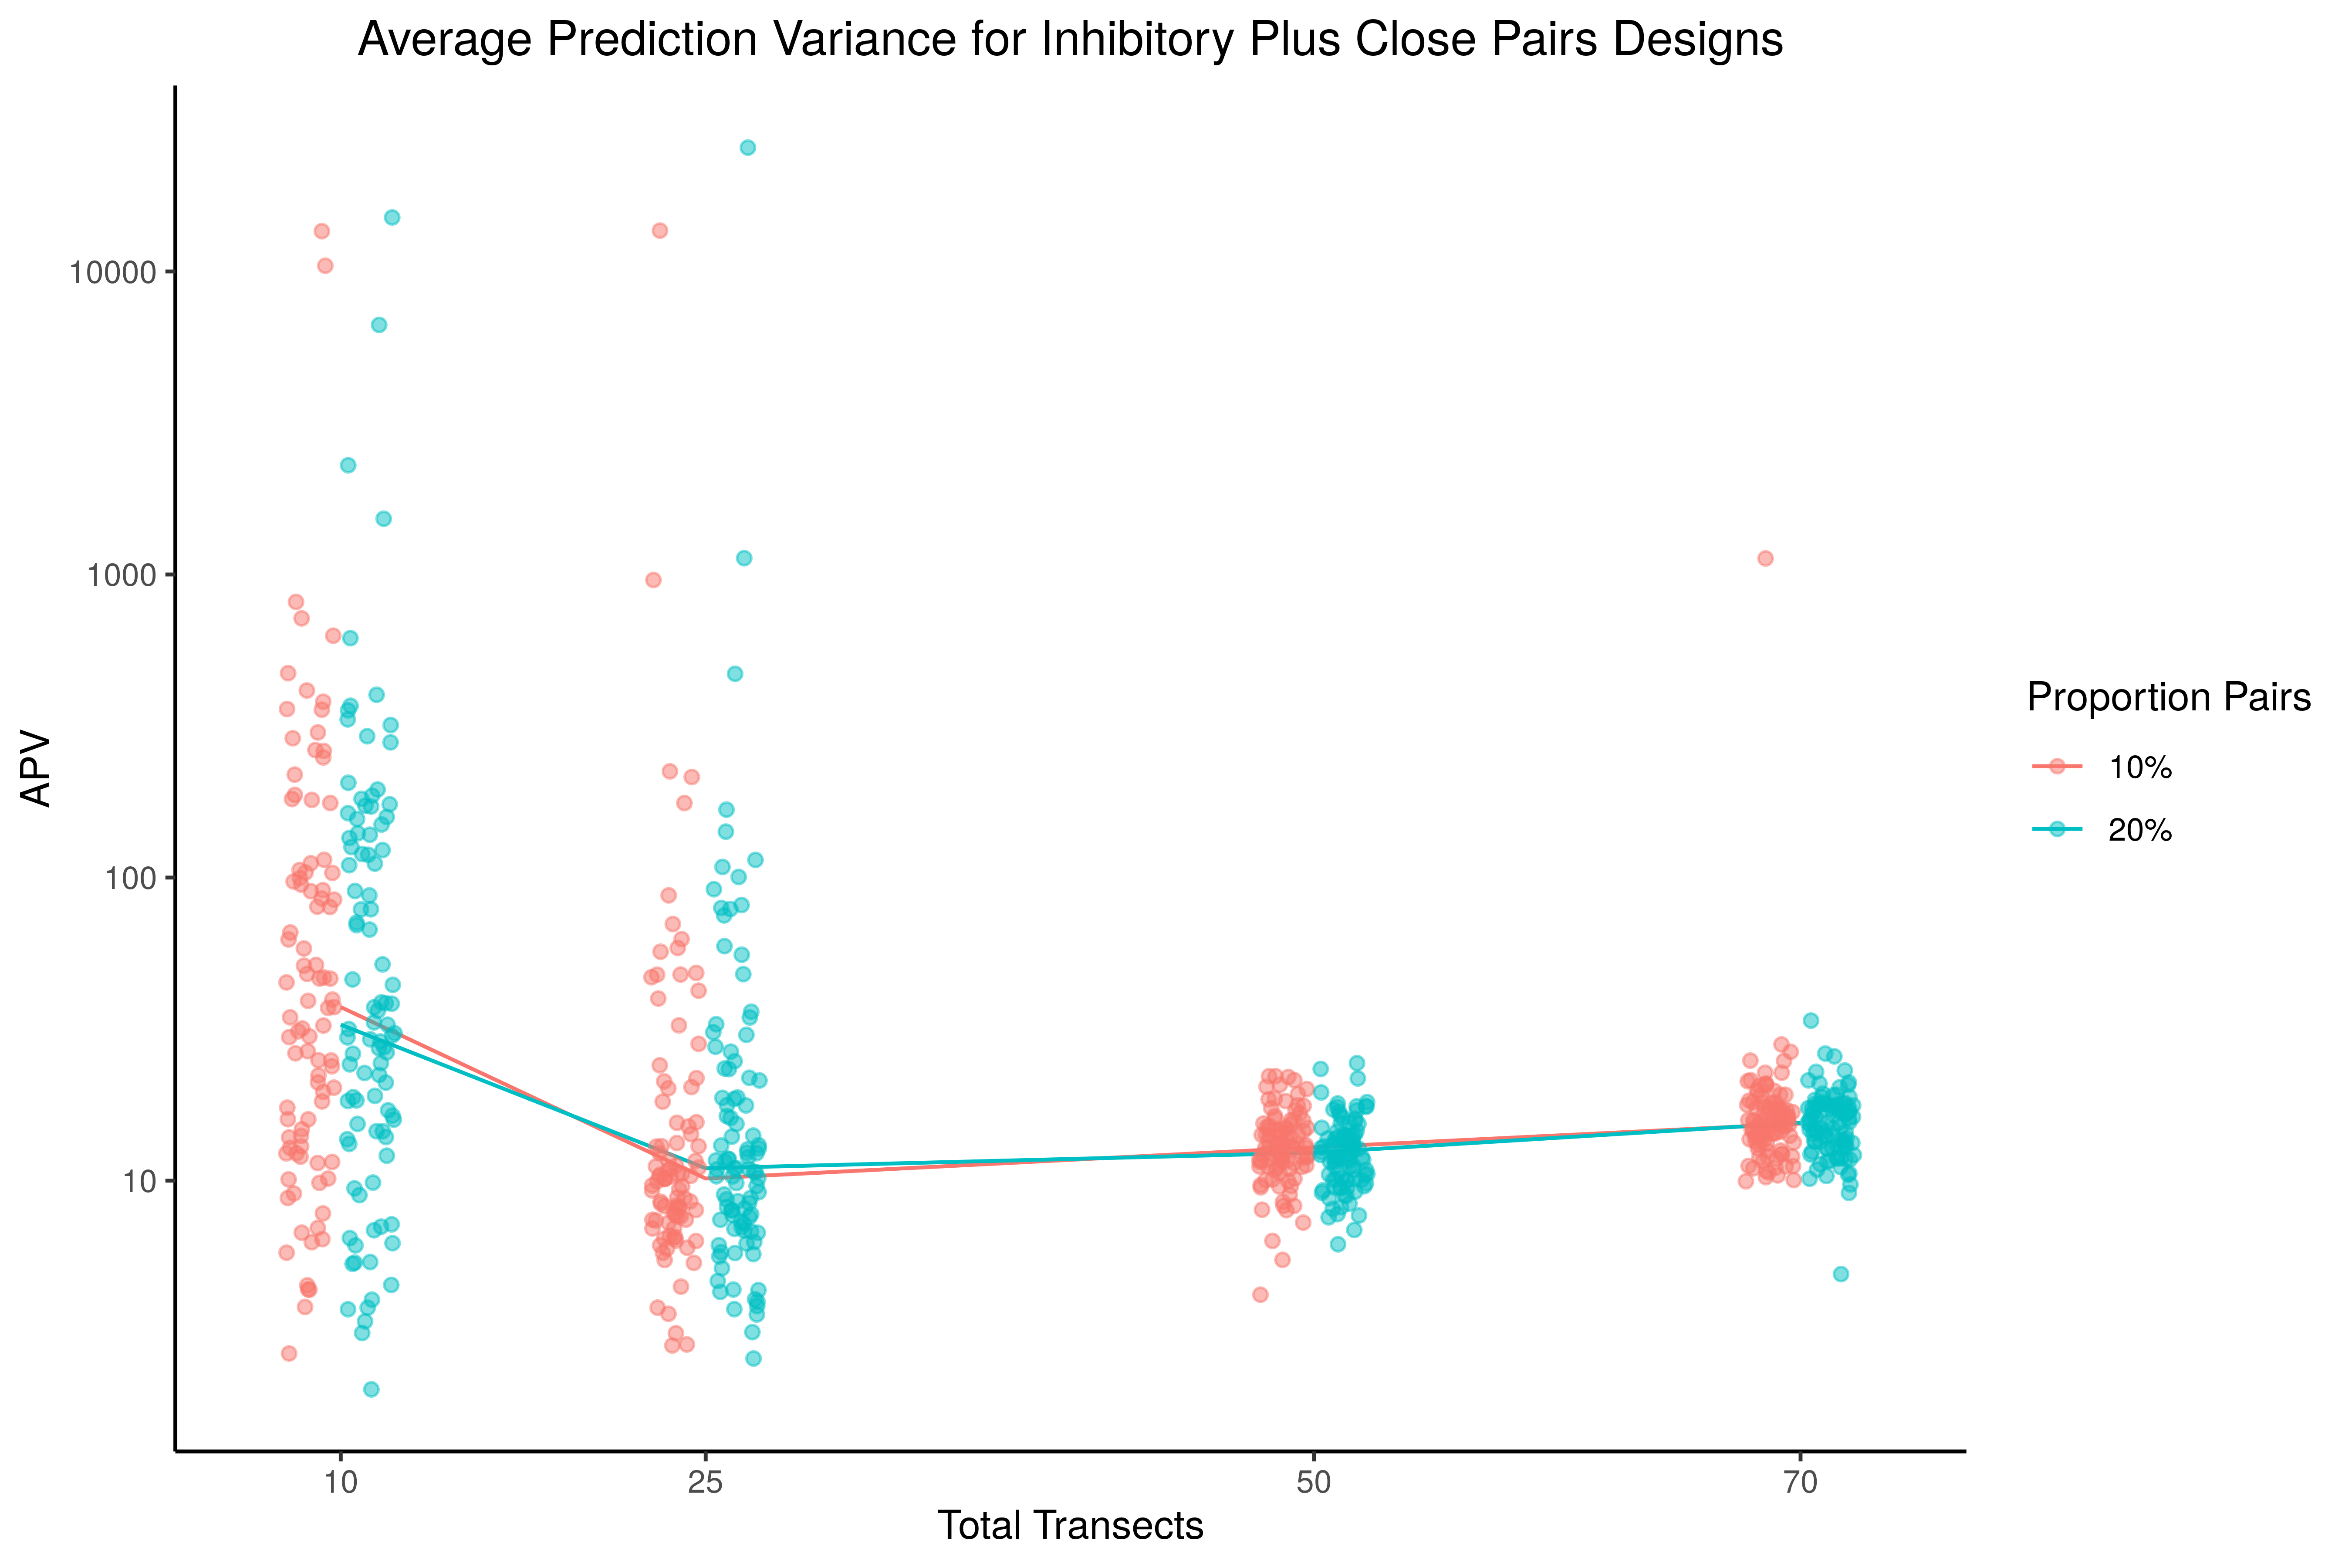 Average Prediction Variance for Inhibitory Plus Close Pairs Designs
APV
10000
1000
100
10
10
25
50
70
Total Transects
Proportion Pairs
10%
20%